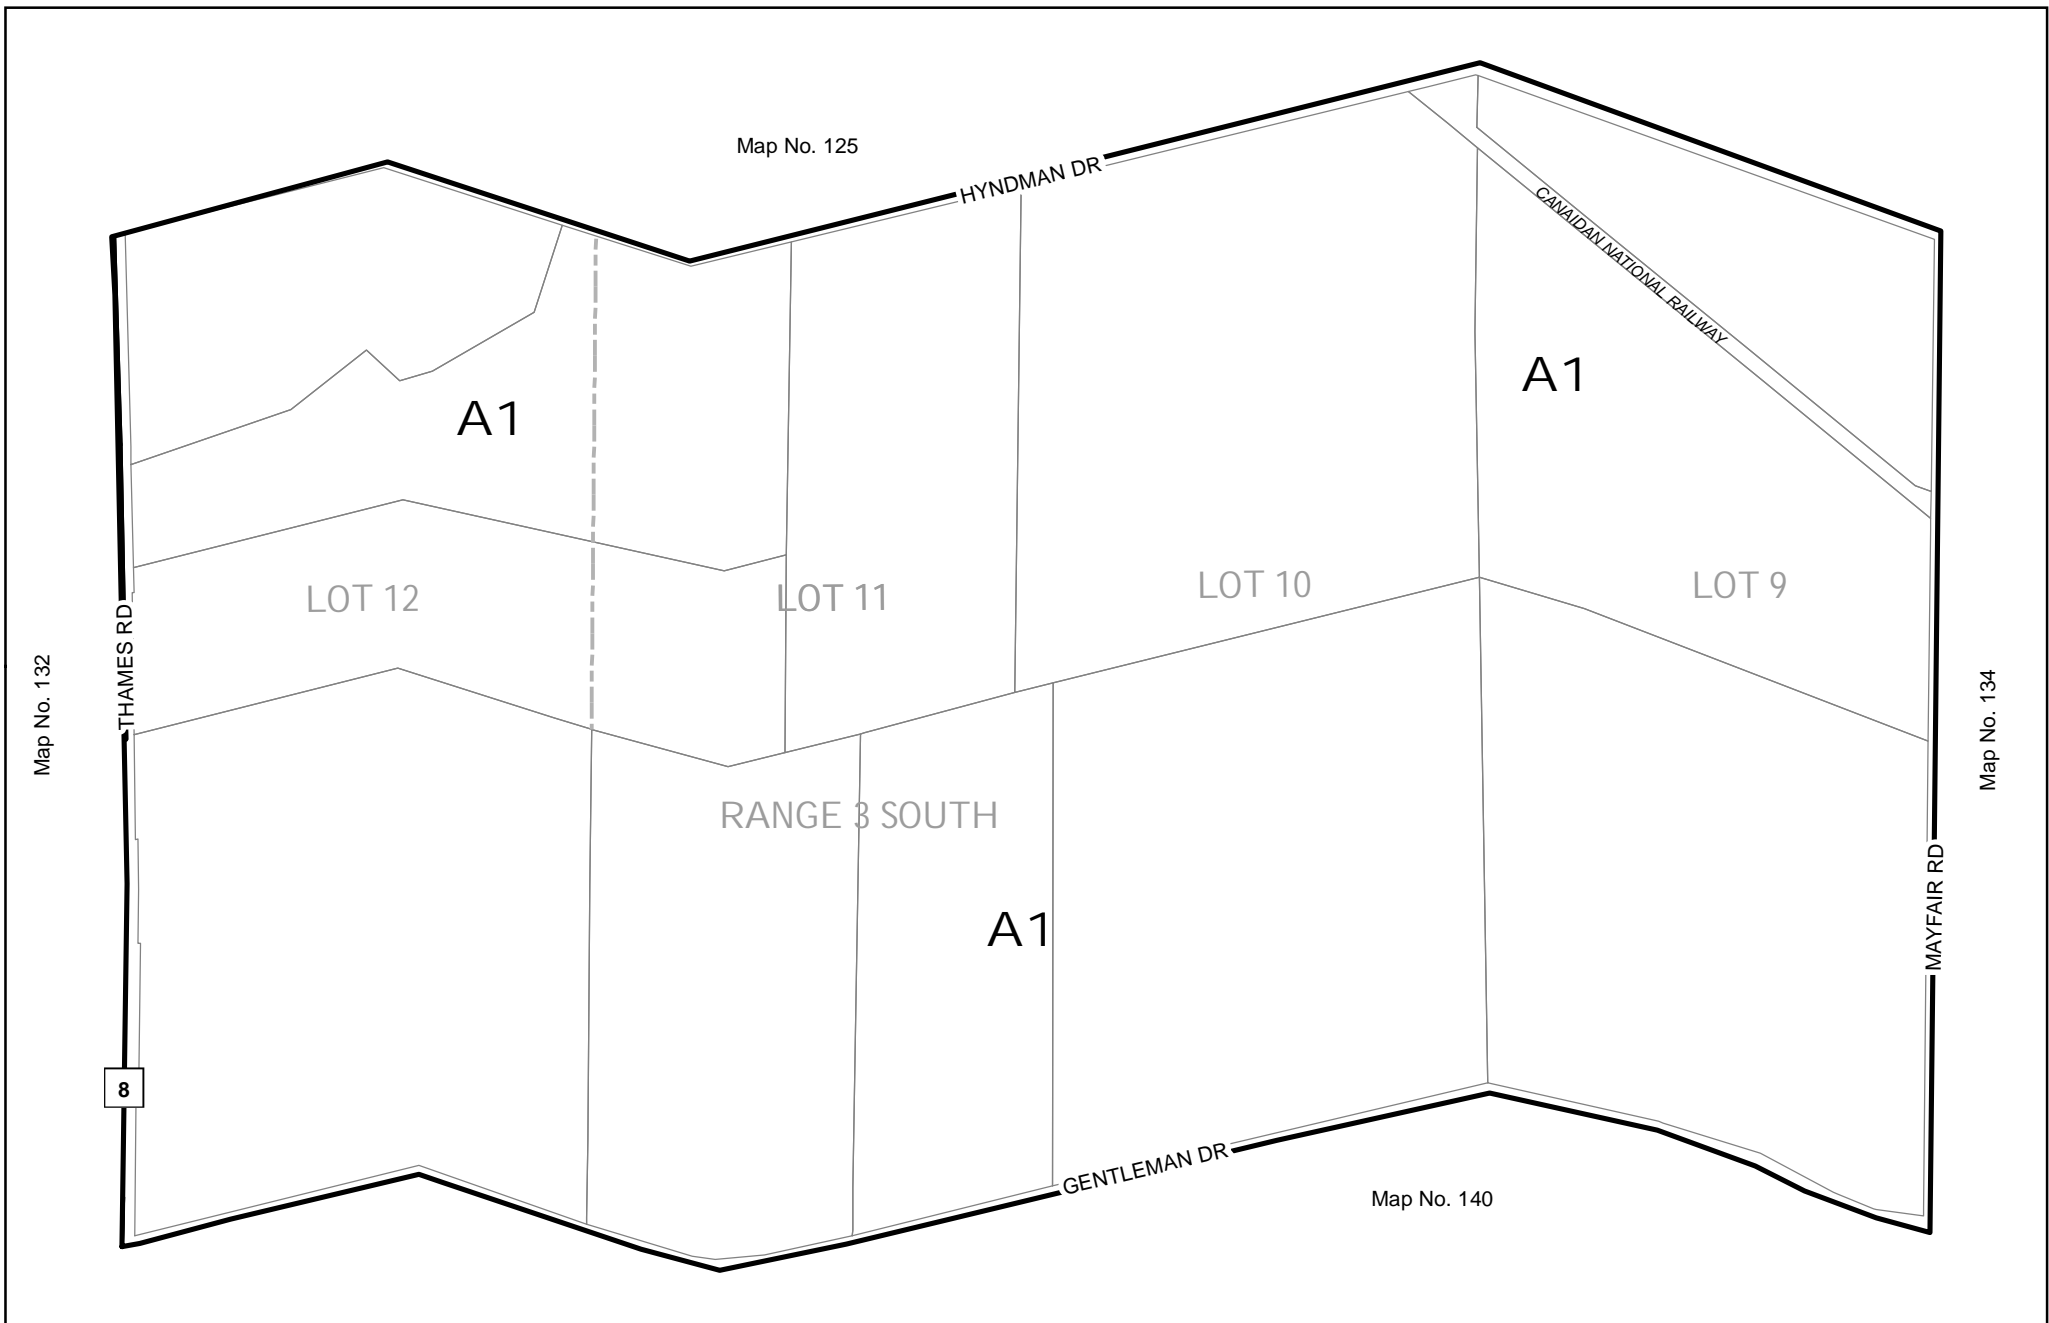 Map No. 125
HYNDMAN DR
CANAIDAN NATIONAL RAILWAY
A1
A1
LOT 12
LOT 11
LOT 10
LOT 9
THAMES RD
Map No. 132
Map No. 134
RANGE 3 SOUTH
A1
MAYFAIR RD
8
GENTLEMAN DR
Map No. 140